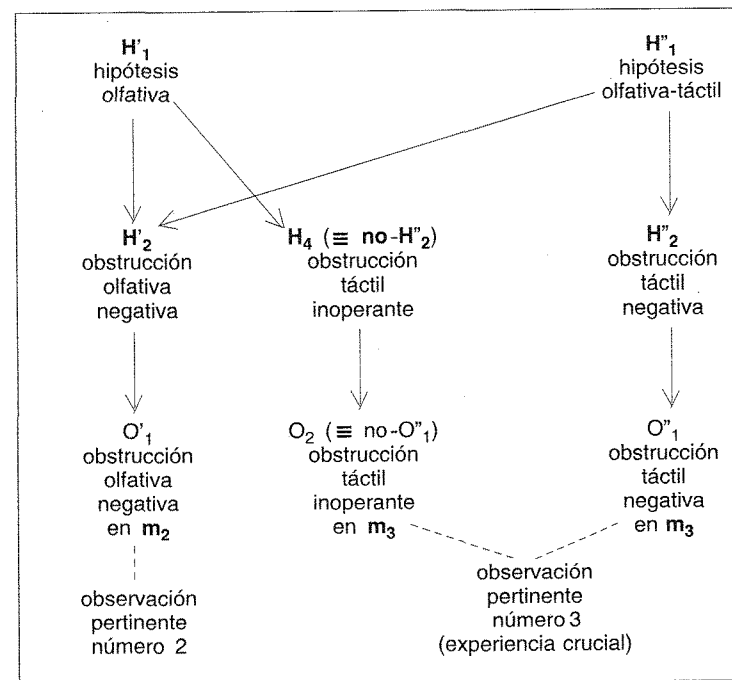 H'₁
hipótesis
olfativa
H"₁
hipótesis
olfativa-táctil
H'₂
obstrucción
olfativa
negativa
H₄ (≡ no-H"₂)
obstrucción
táctil
inoperante
H"₂
obstrucción
táctil
negativa
O'₁
obstrucción
olfativa
negativa
en m₂
O₂ (≡ no-O"₁)
obstrucción
táctil
inoperante
en m₃
O"₁
obstrucción
táctil
negativa
en m₃
observación
pertinente
número 2
observación
pertinente
número 3
(experiencia crucial)